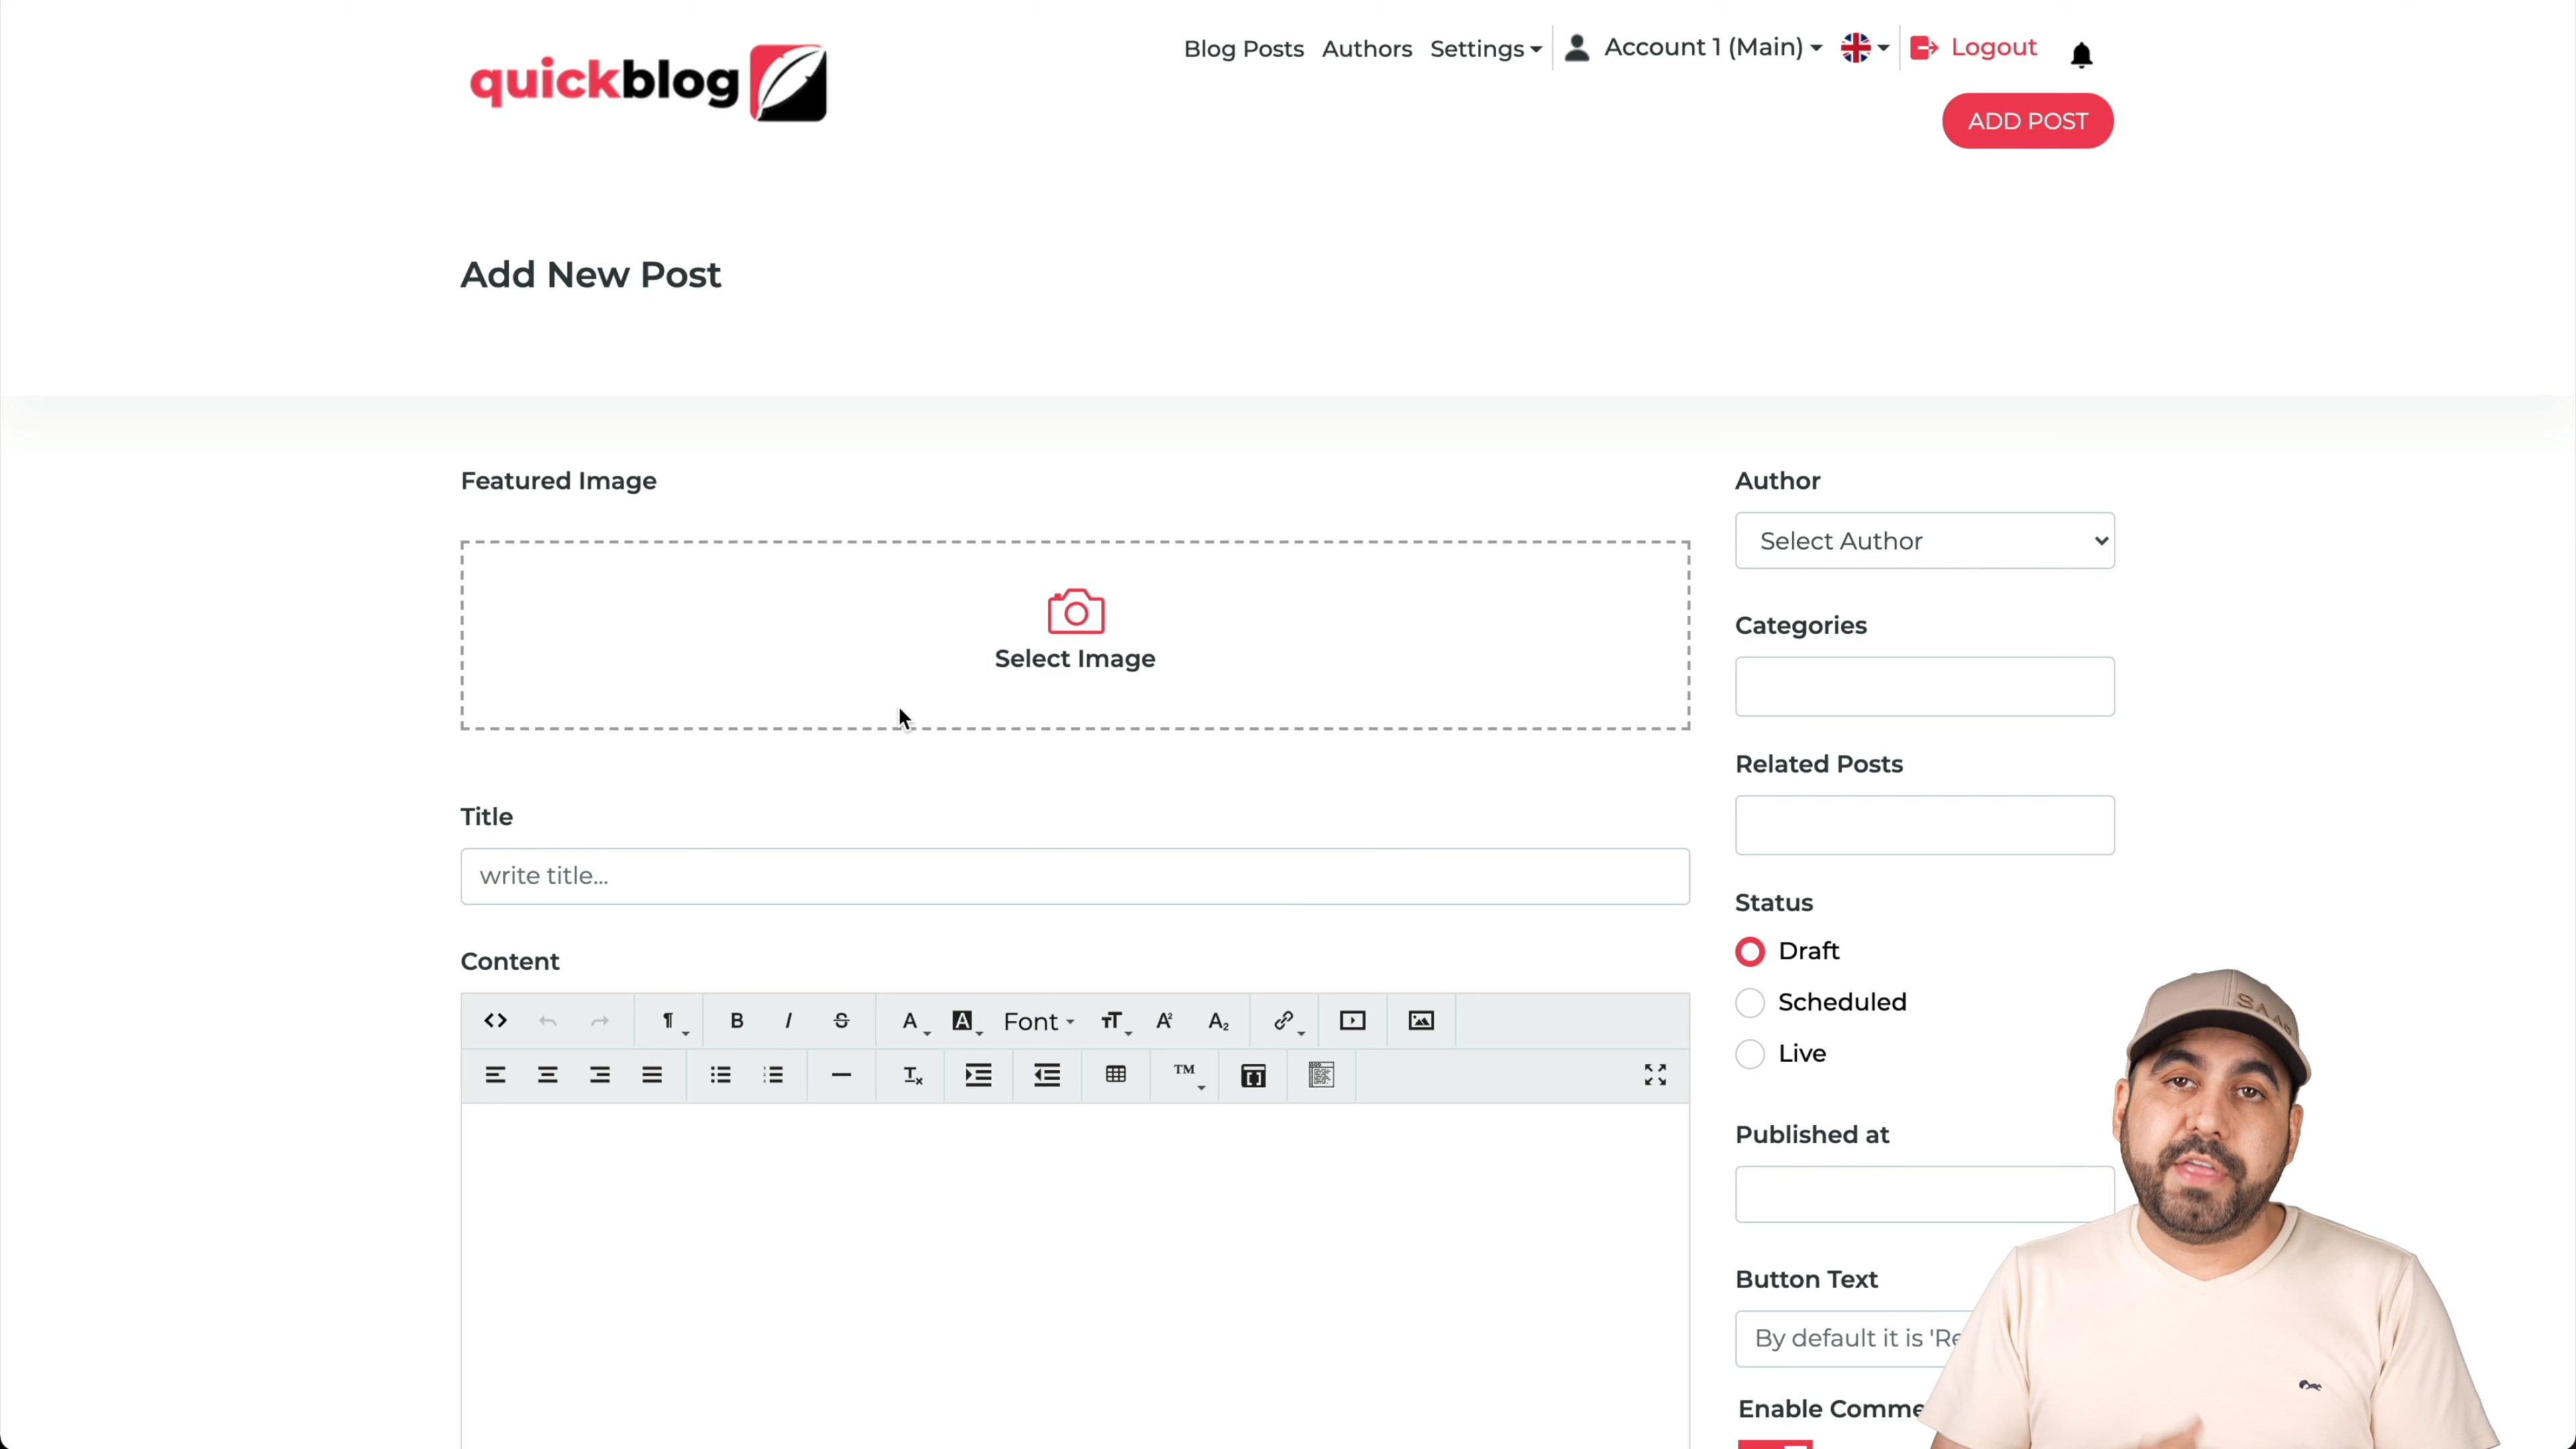 quickblog
Blog Posts Authors Settings Account 1 (Main) Logout
ADD POST
Add New Post
Featured Image
Select Image
Title
write title...
Content
Font
TM
Author
Select Author
Categories
Related Posts
Status
Draft
Scheduled
Live
Published at
Button Text
By default it is 'Re
Enable Comme